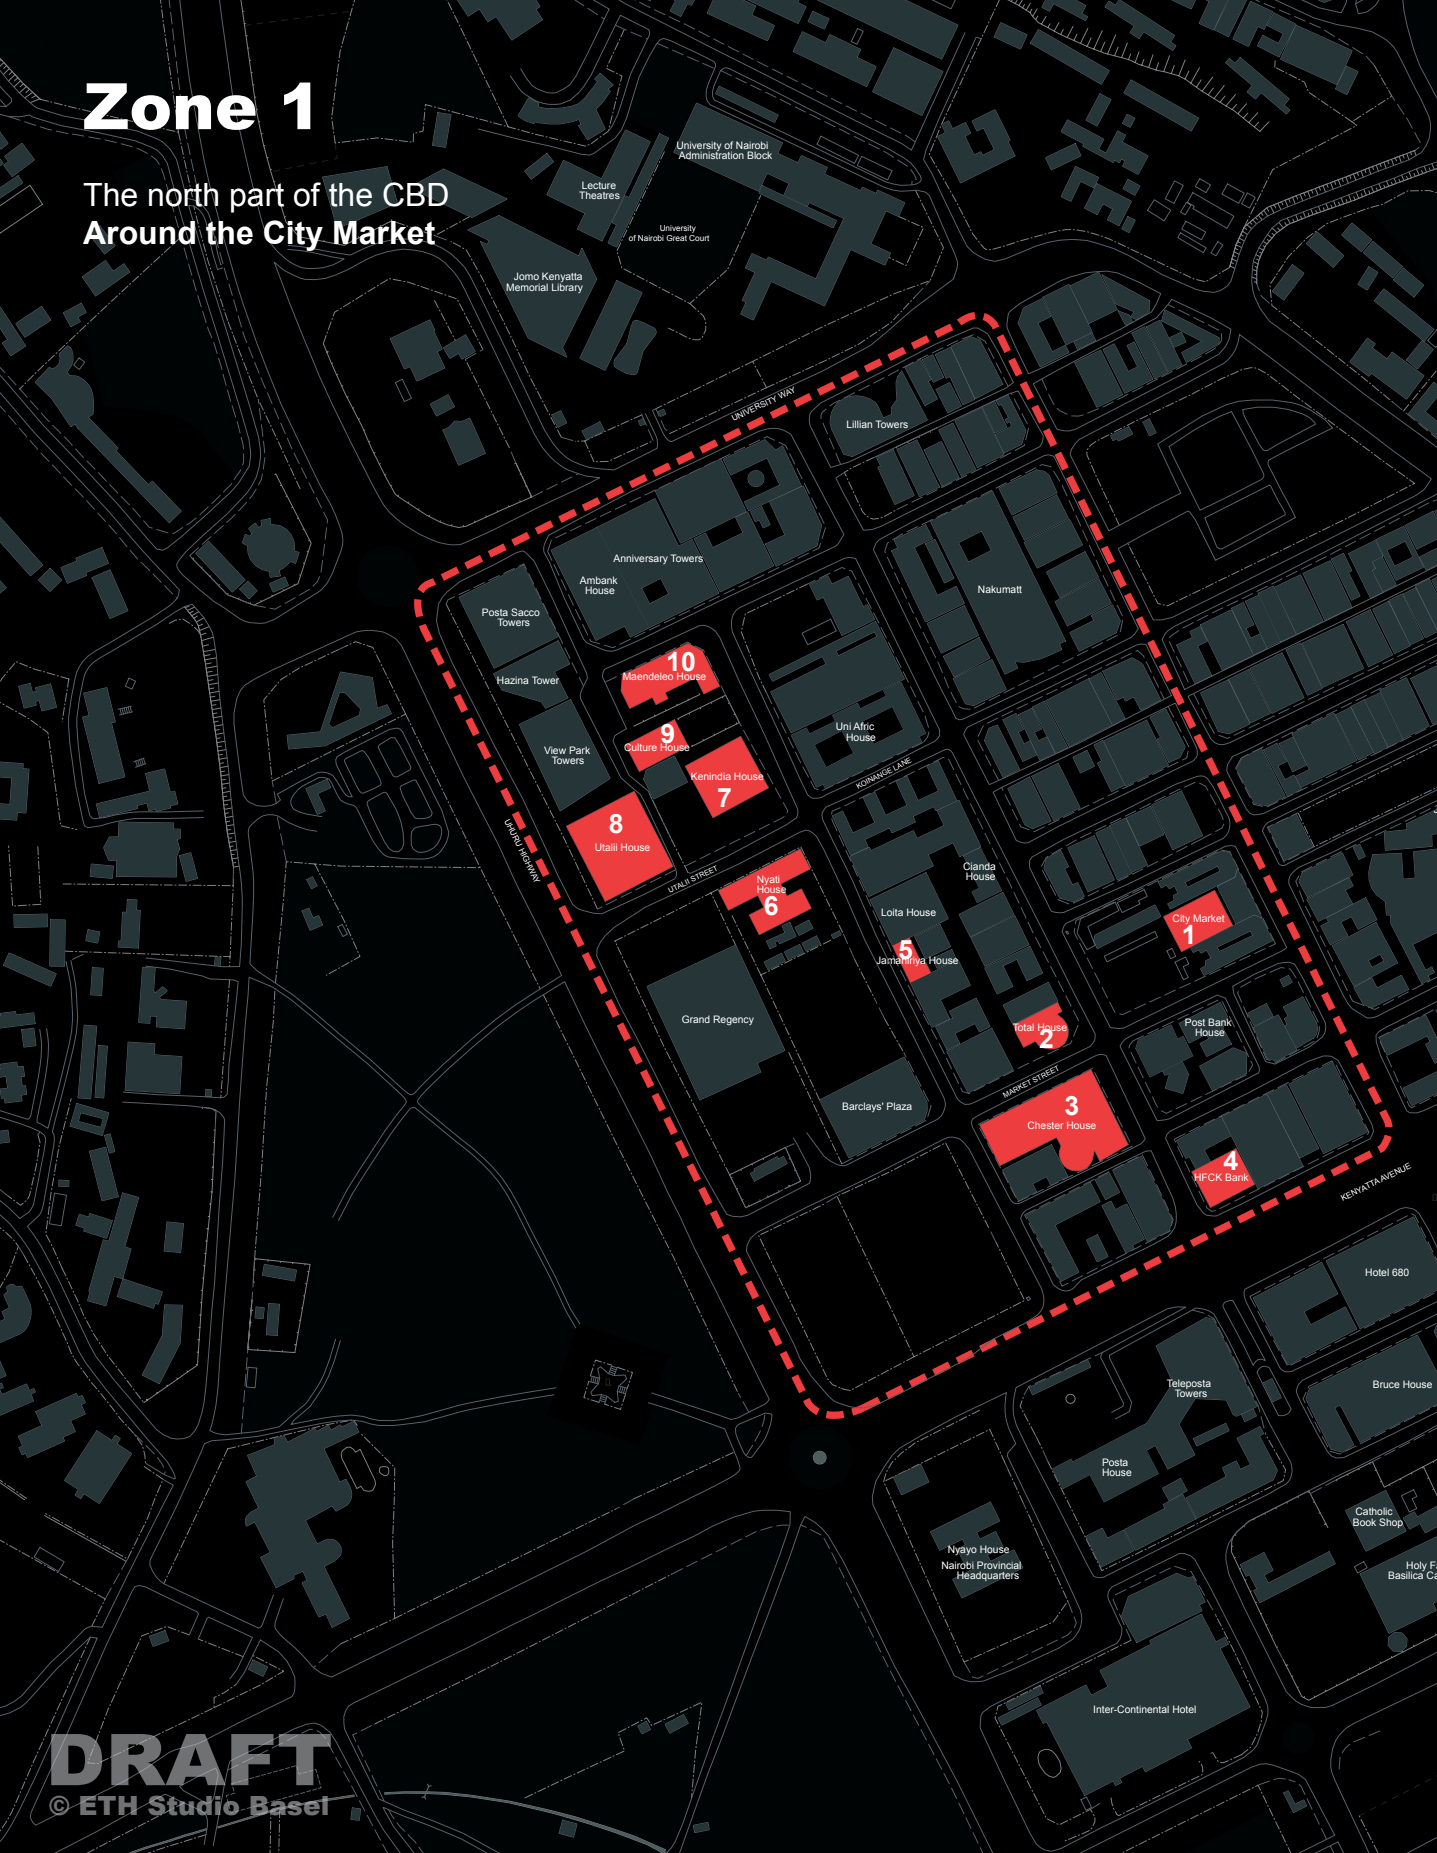 Zone 1
The north part of the CBD
Around the City Market
University of Nairobi
Administration Block
Lecture
Theatres
University
of Nairobi Great Court
Jomo Kenyatta
Memorial Library
UNIVERSITY WAY
Lillian Towers
Anniversary Towers
Ambank
House
Nakumatt
Posta Sacco
Towers
10
Maendeleo House
Hazina Tower
9
Culture House
View Park
Towers
Uni Afric
House
Kenindia House
7
KOINANGE LANE
8
Utalii House
UHURU HIGHWAY
UTALII STREET
Nyati
House
6
Cianda
House
Loita House
City Market
1
5
Jamahiriya House
Grand Regency
Total House
2
Post Bank
House
MARKET STREET
3
Chester House
Barclays' Plaza
4
HFCK Bank
KENYATTA AVENUE
Hotel 680
Teleposta
Towers
Bruce House
Posta
House
Catholic
Book Shop
Nyayo House
Nairobi Provincial
Headquarters
Holy
Basilica
Inter-Continental Hotel
DRAFT
© ETH Studio Basel